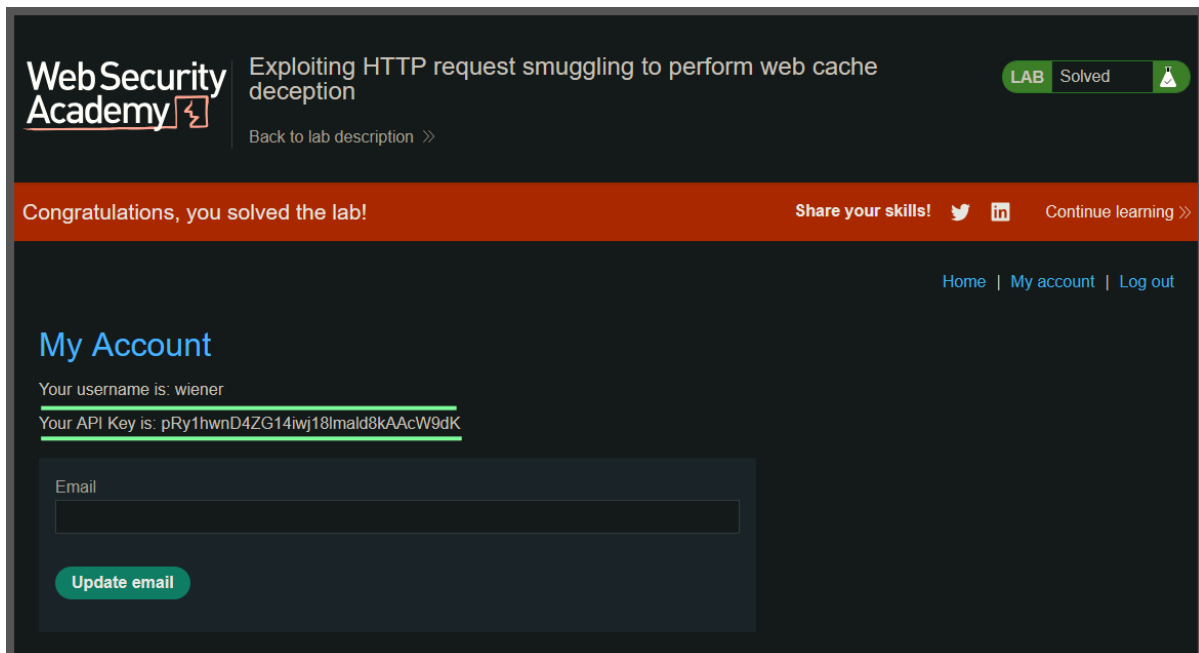 Web Security
Academy
Exploiting HTTP request smuggling to perform web cache
deception
Back to lab description
LAB Solved
Congratulations, you solved the lab!
Share your skills!
in
Continue learning
Home | My account | Log out
My Account
Your username is: wiener
Your API Key is: pRy1hwnD4ZG14iwj18lmald8kAAcW9dK
Email
Update email